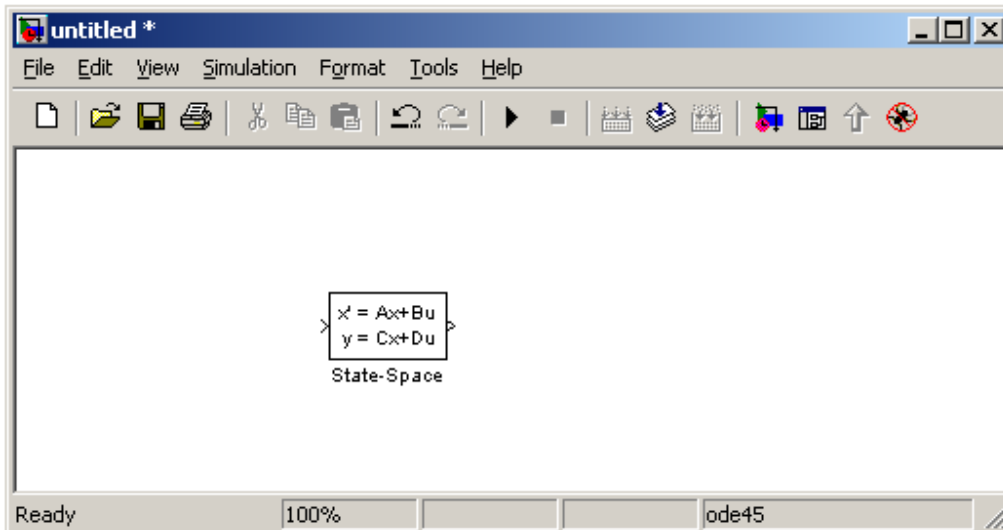 untitled *
File Edit View Simulation Format Tools Help
x' = Ax+Bu
y = Cx+Du
State-Space
Ready 100% ode45